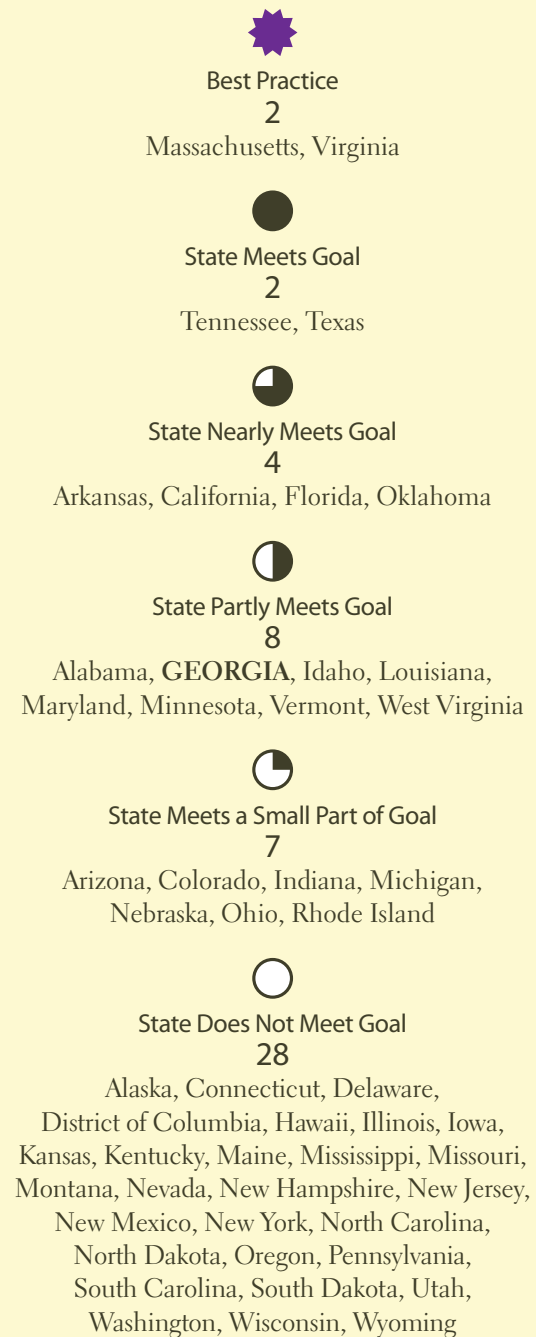 Best Practice
2
Massachusetts, Virginia
State Meets Goal
2
Tennessee, Texas
State Nearly Meets Goal
4
Arkansas, California, Florida, Oklahoma
State Partly Meets Goal
8
Alabama, GEORGIA, Idaho, Louisiana,
Maryland, Minnesota, Vermont, West Virginia
State Meets a Small Part of Goal
7
Arizona, Colorado, Indiana, Michigan,
Nebraska, Ohio, Rhode Island
State Does Not Meet Goal
28
Alaska, Connecticut, Delaware,
District of Columbia, Hawaii, Illinois, Iowa,
Kansas, Kentucky, Maine, Mississippi, Missouri,
Montana, Nevada, New Hampshire, New Jersey,
New Mexico, New York, North Carolina,
North Dakota, Oregon, Pennsylvania,
South Carolina, South Dakota, Utah,
Washington, Wisconsin, Wyoming